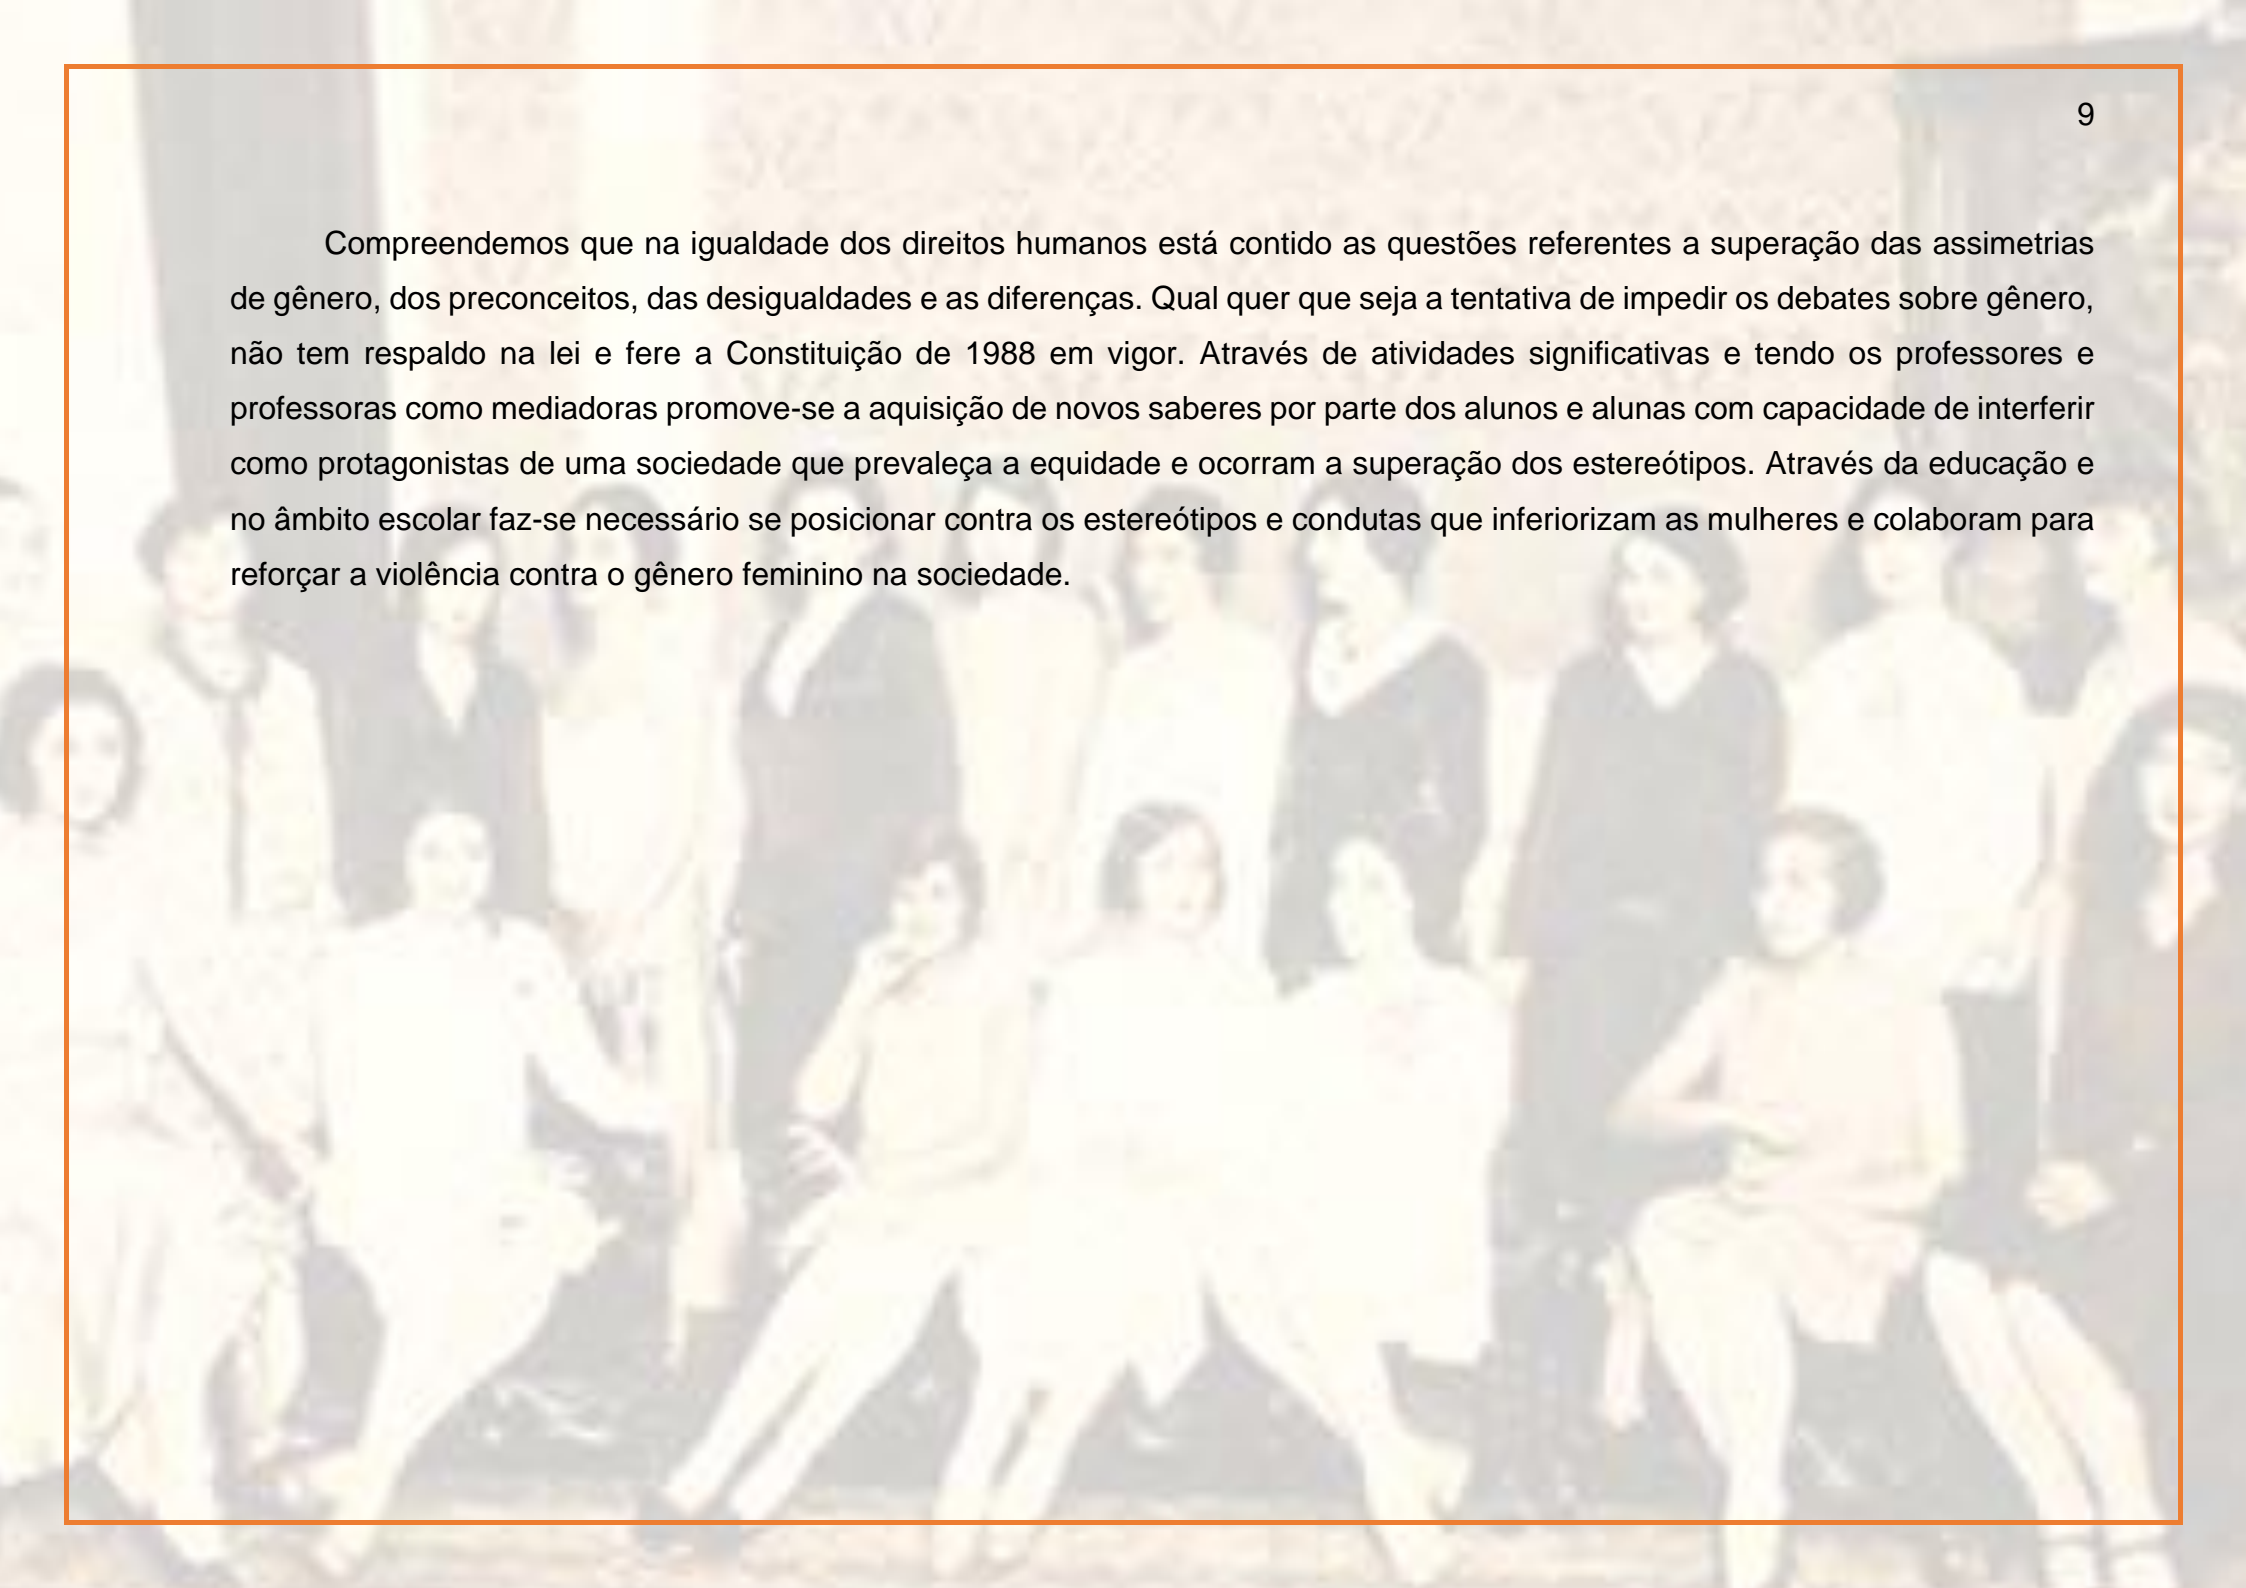 9
Compreendemos que na igualdade dos direitos humanos está contido as questões referentes a superação das assimetrias
de gênero, dos preconceitos, das desigualdades e as diferenças. Qual quer que seja a tentativa de impedir os debates sobre gênero,
não tem respaldo na lei e fere a Constituição de 1988 em vigor. Através de atividades significativas e tendo os professores e
professoras como mediadoras promove-se a aquisição de novos saberes por parte dos alunos e alunas com capacidade de interferir
como protagonistas de uma sociedade que prevaleça a equidade e ocorram a superação dos estereótipos. Através da educação e
no âmbito escolar faz-se necessário se posicionar contra os estereótipos e condutas que inferiorizam as mulheres e colaboram para
reforçar a violência contra o gênero feminino na sociedade.